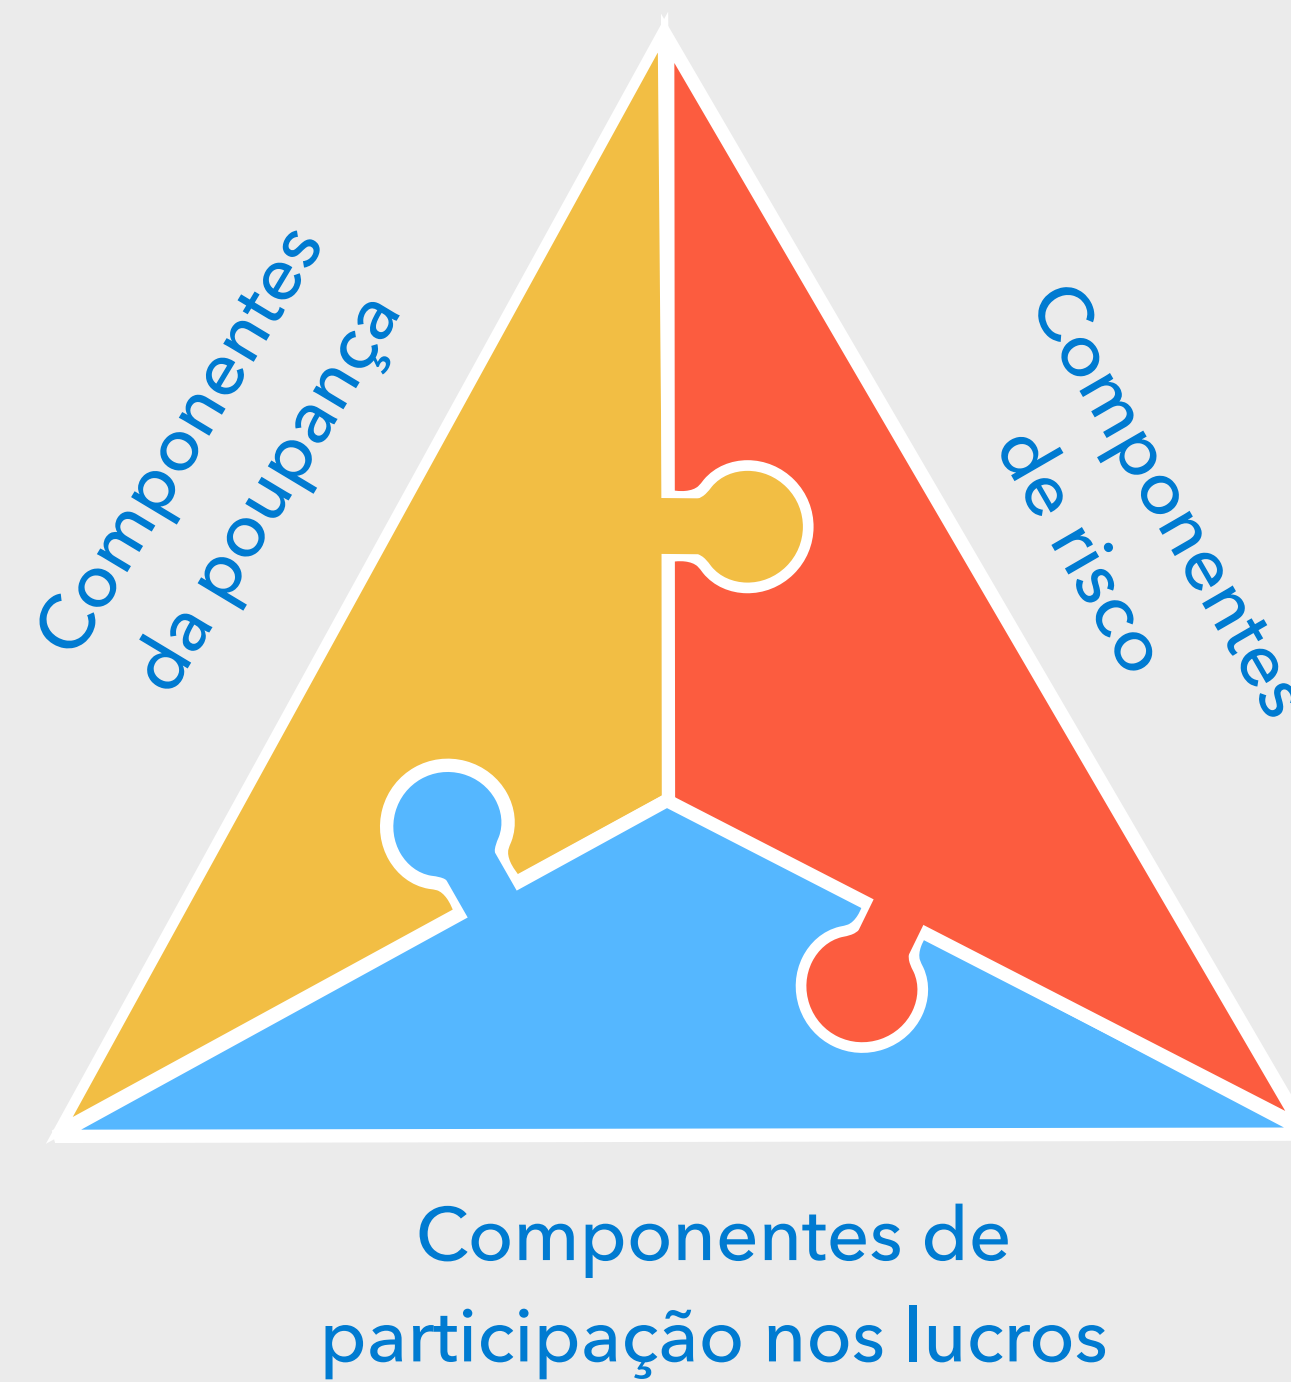 Componentes
da poupança
Componentes
de risco
Componentes de
participação nos lucros